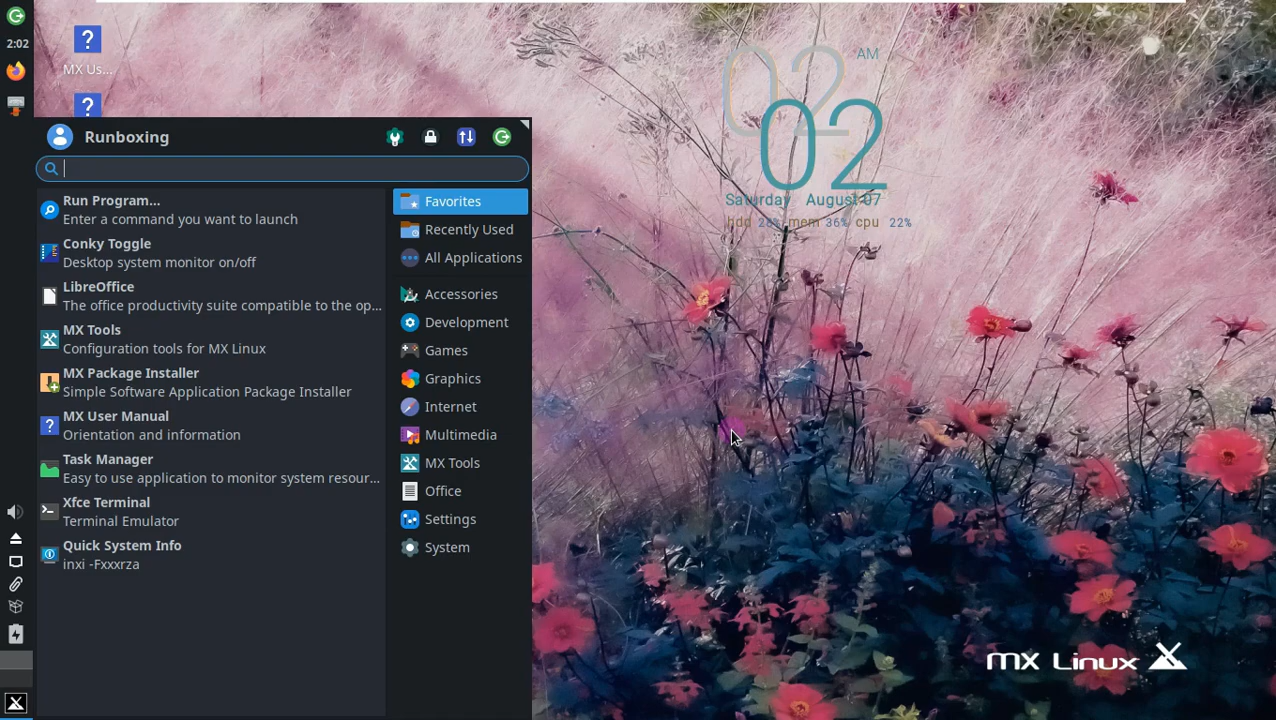 2:02
MX Us...
Runboxing
Run Program...
Enter a command you want to launch
Conky Toggle
Desktop system monitor on/off
LibreOffice
The office productivity suite compatible to the op...
MX Tools
Configuration tools for MX Linux
MX Package Installer
Simple Software Application Package Installer
MX User Manual
Orientation and information
Task Manager
Easy to use application to monitor system resour...
Xfce Terminal
Terminal Emulator
Quick System Info
inxi -Fxxxrza
Favorites
Recently Used
All Applications
Accessories
Development
Games
Graphics
Internet
Multimedia
MX Tools
Office
Settings
System
02 AM
02
Saturday August 07
hdd 28% mem 36% cpu 22%
MX Linux